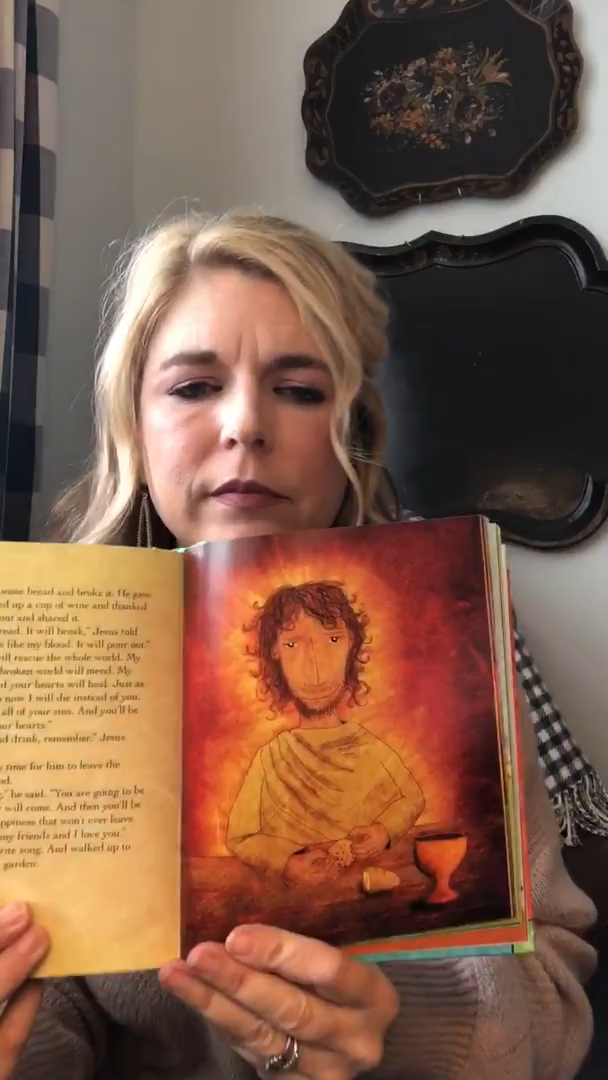 some bread and broke it. He gave
ed up a cup of wine and thanked
out and shared it.
read. It will break," Jesus told
s like my blood. It will pour out."
will rescue the whole world. My
broken world will mend. My
d your hearts will heal. Just as
now I will die instead of you.
all of your sins. And you'll be
ur hearts."
nd drink, remember." Jesus
y time for him to leave the
od.
" he said. "You are going to be
will come. And then you'll be
ppiness that won't ever leave
my friends and I love you."
rite song. And walked up to
garden.